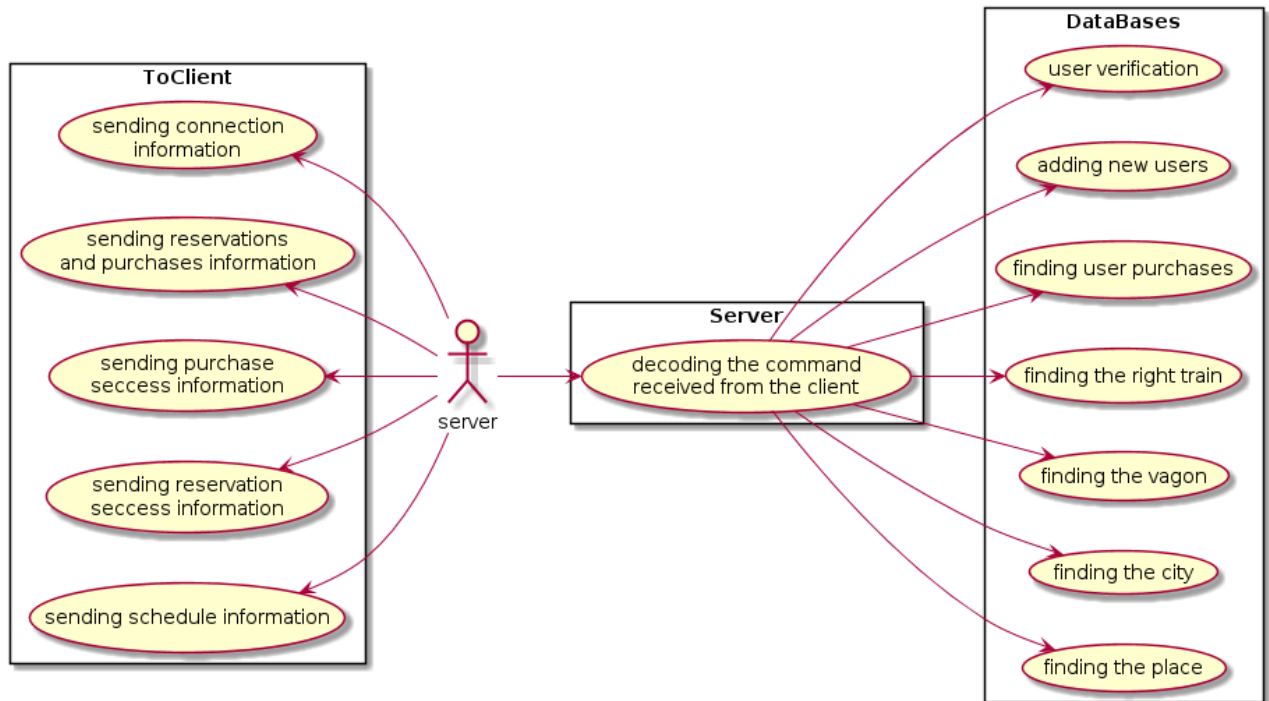 ToClient
sending connection
information
sending reservations
and purchases information
sending purchase
seccess information
sending reservation
seccess information
sending schedule information
server
Server
decoding the command
received from the client
DataBases
user verification
adding new users
finding user purchases
finding the right train
finding the vagon
finding the city
finding the place